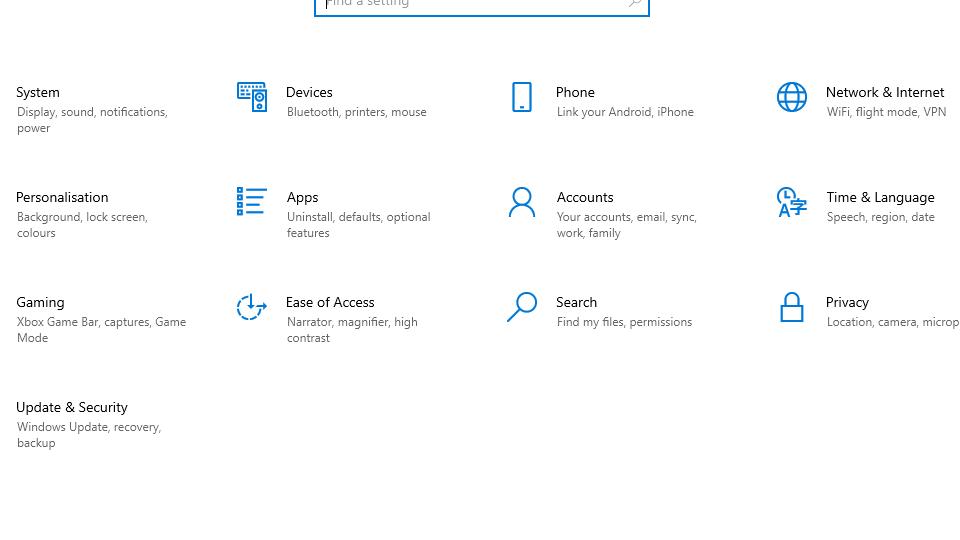 Find a setting
System
Display, sound, notifications,
power
Devices
Bluetooth, printers, mouse
Phone
Link your Android, iPhone
Network & Internet
WiFi, flight mode, VPN
Personalisation
Background, lock screen,
colours
Apps
Uninstall, defaults, optional
features
Accounts
Your accounts, email, sync,
work, family
Time & Language
Speech, region, date
Gaming
Xbox Game Bar, captures, Game
Mode
Ease of Access
Narrator, magnifier, high
contrast
Search
Find my files, permissions
Privacy
Location, camera, microp
Update & Security
Windows Update, recovery,
backup